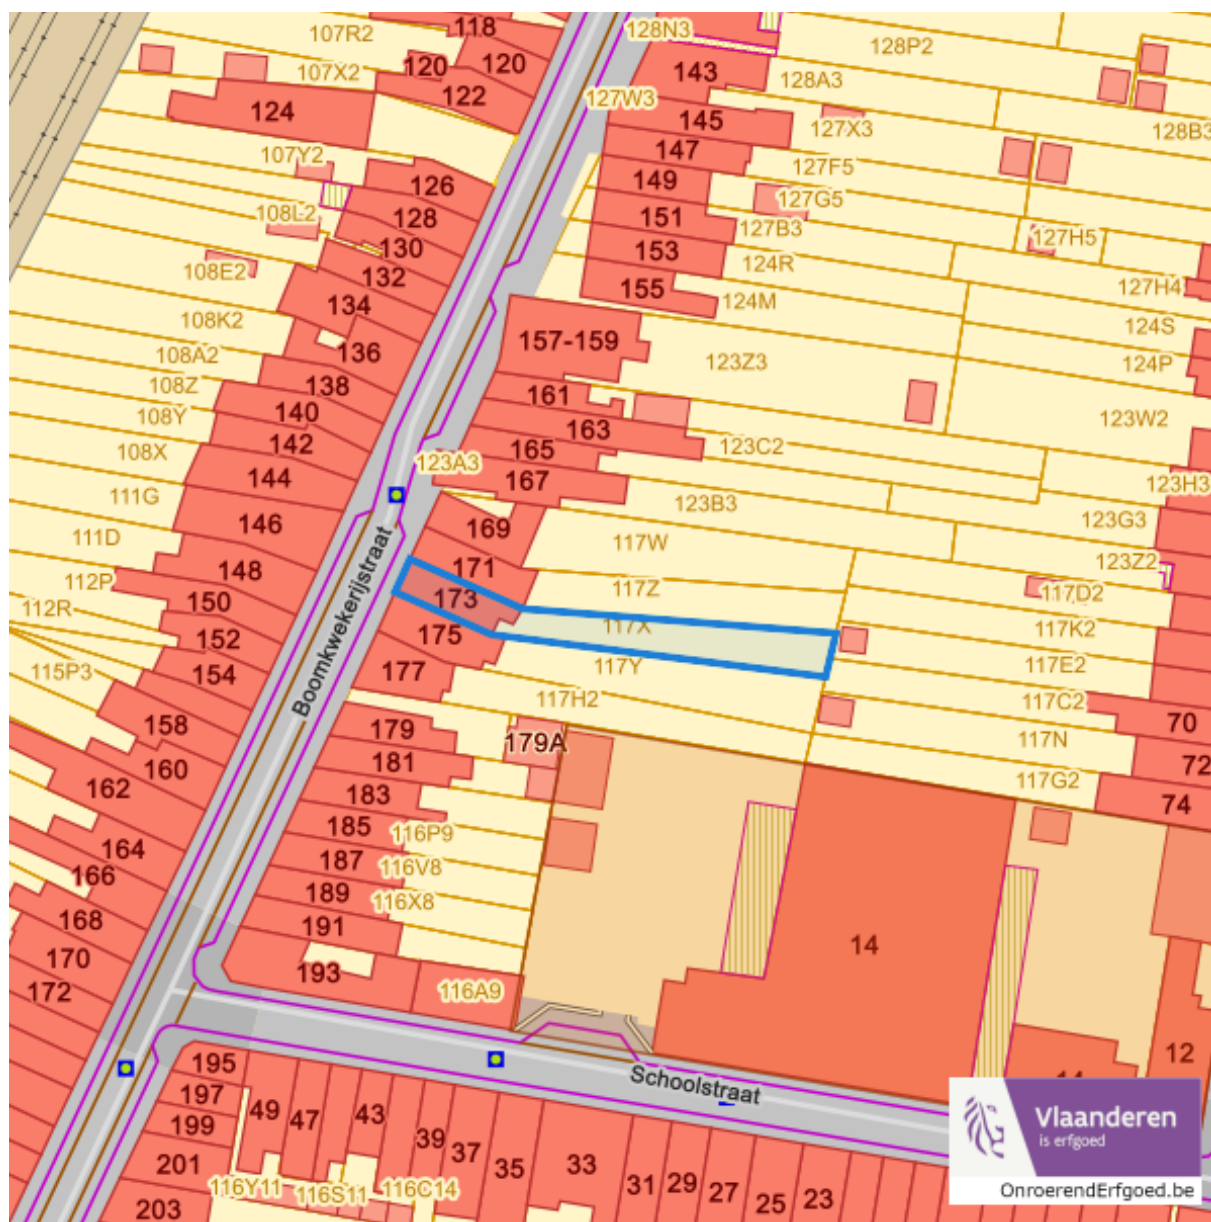 118
128N3
107R2
128P2
120
120
107X2
143
128A3
122
127W3
124
145
127X3
128B3
147
107Y2
127F5
149
126
127G5
108L2
128
151
127B3
130
153
127H5
124R
108E2
132
155
127H4
134
124M
108K2
124S
157-159
136
108A2
123Z3
124P
108Z
138
161
108Y
140
163
123W2
142
165
123C2
108X
123A3
144
167
123H3
111G
123B3
146
169
123G3
111D
117W
171
123Z2
148
112P
117Z
117D2
150
173
112R
117X
117K2
152
175
Boomkwekerijstraat
115P3
154
177
117Y
117E2
117H2
117C2
158
179
70
179A
117N
160
181
72
162
183
117G2
74
185
116P9
164
187
116V8
166
189
116X8
168
191
14
170
193
172
116A9
12
195
Schoolstraat
14
197
49
47
43
39
37
199
201
35
33
31
29
27
25
23
116Y11
116S11
116C14
203
Vlaanderen
is erfgoed
OnroerendErfgoed.be